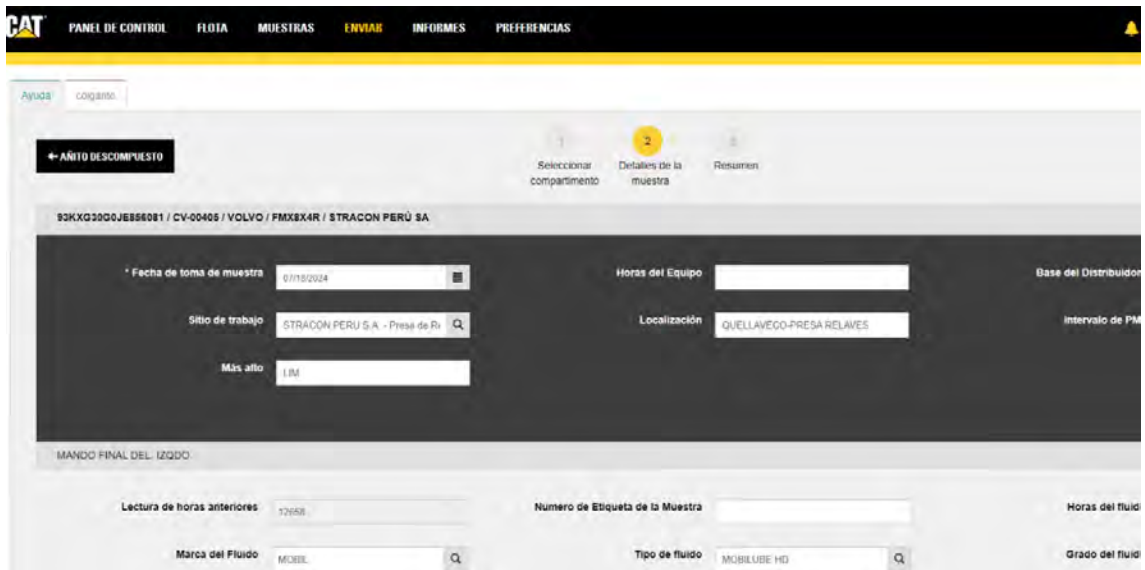 CAT PANEL DE CONTROL FLOTA MUESTRAS ENVIAR INFORMES PREFERENCIAS
Ayuda colgante
← AÑITO DESCOMPUESTO
1 2 3
Seleccionar compartimento Detalles de la muestra Resumen
93KXG30G0JE856081 / CV-00405 / VOLVO / FMX8X4R / STRACON PERÚ SA
* Fecha de toma de muestra 07/18/2024 Horas del Equipo Base del Distribuidor
Sitio de trabajo STRACON PERU S.A. - Presa de Re Localización QUELLAVECO-PRESA RELAVES Intervalo de PM
Más alto LIM
MANDO FINAL DEL. IZQDO
Lectura de horas anteriores 12658 Numero de Etiqueta de la Muestra Horas del fluid
Marca del Fluido MOBIL Tipo de fluido MOBILUBE HD Grado del fluid